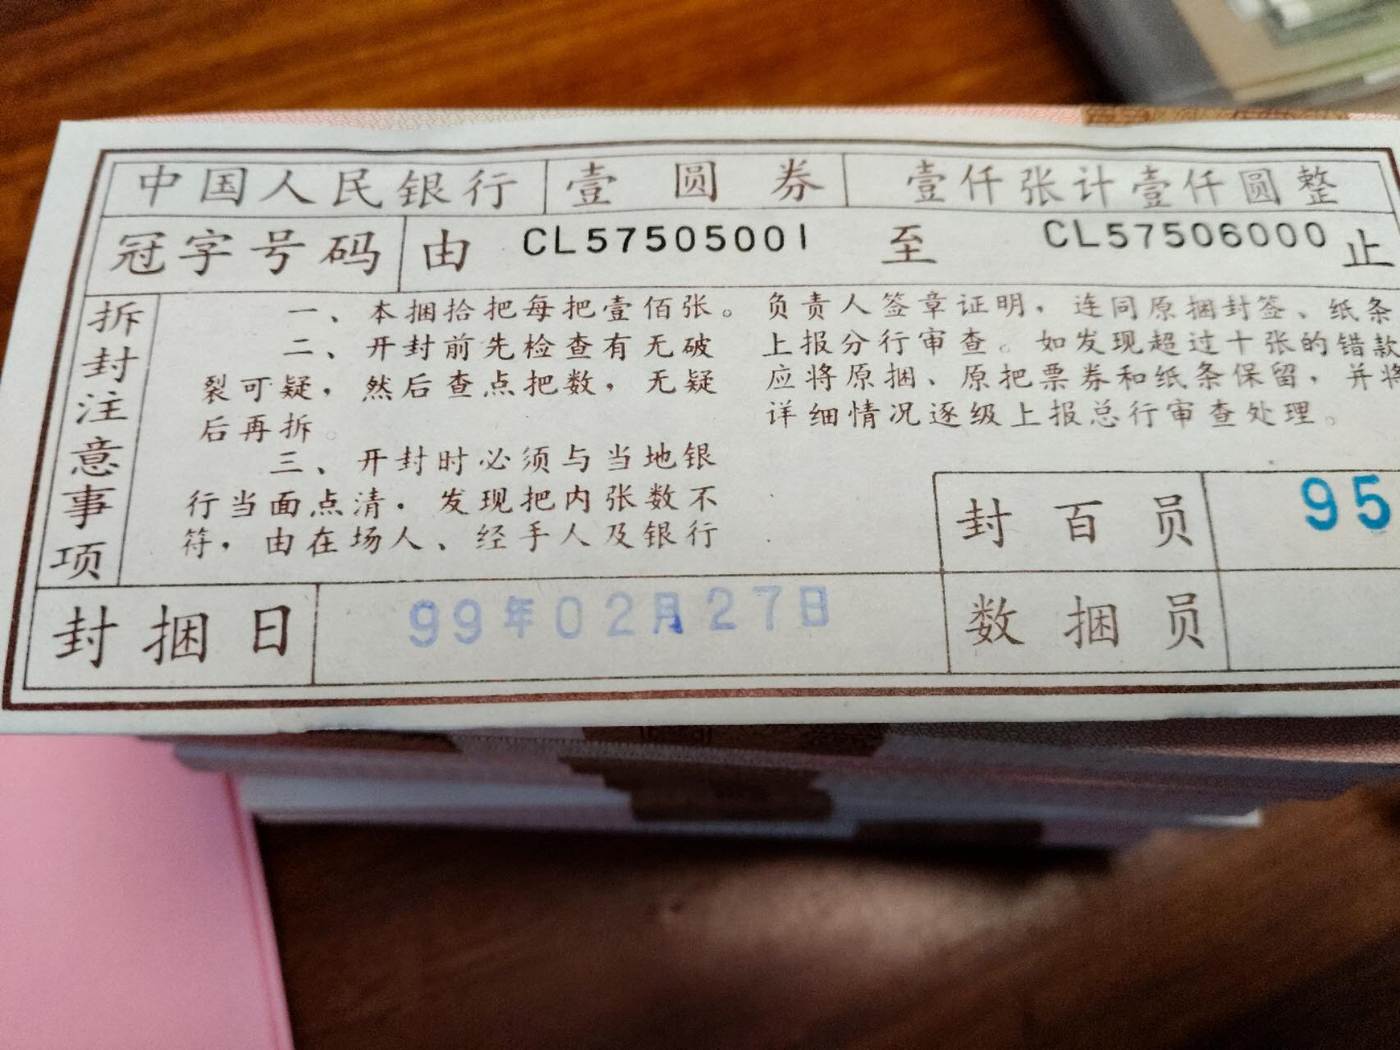 中国人民银行 壹圆券 壹仟张计壹仟圆整
冠字号码 由 CL57505001 至 CL57506000 止
拆封注意事项
一、本捆拾把每把壹佰张。
二、开封前先检查有无破
裂可疑，然后查点把数，无疑
后再拆。
三、开封时必须与当地银
行当面点清，发现把内张数不
符，由在场人、经手人及银行
负责人签章证明，连同原捆封签、纸条
上报分行审查。如发现超过十张的错款
应将原捆、原把票券和纸条保留，并将
详细情况逐级上报总行审查处理。
封百员 95
封捆日 99年02月27日
数捆员